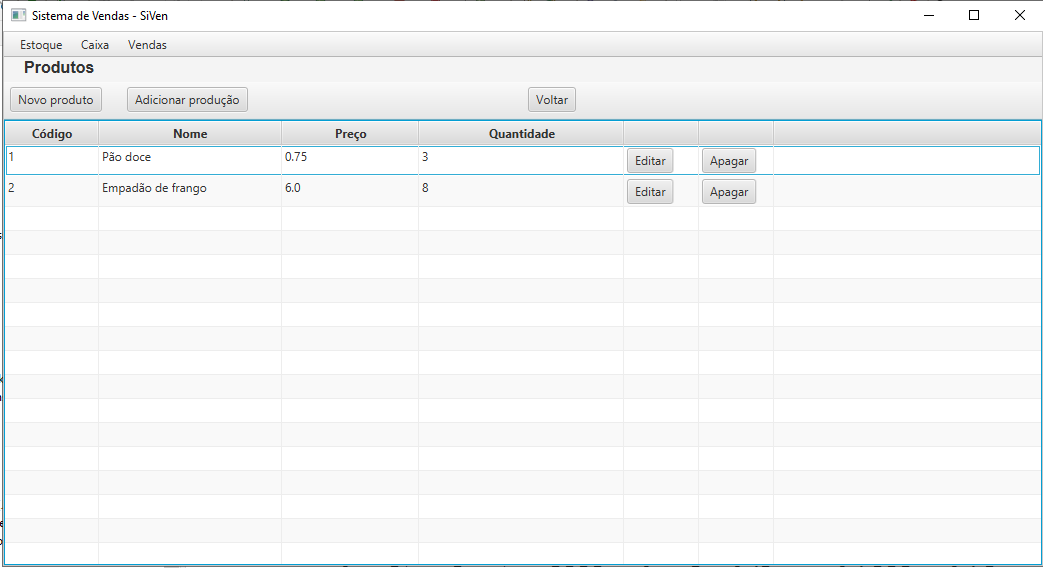 Sistema de Vendas - SiVen
Estoque Caixa Vendas
Produtos
Novo produto Adicionar produção Voltar
Código Nome Preço Quantidade
1 Pão doce 0.75 3 Editar Apagar
2 Empadão de frango 6.0 8 Editar Apagar